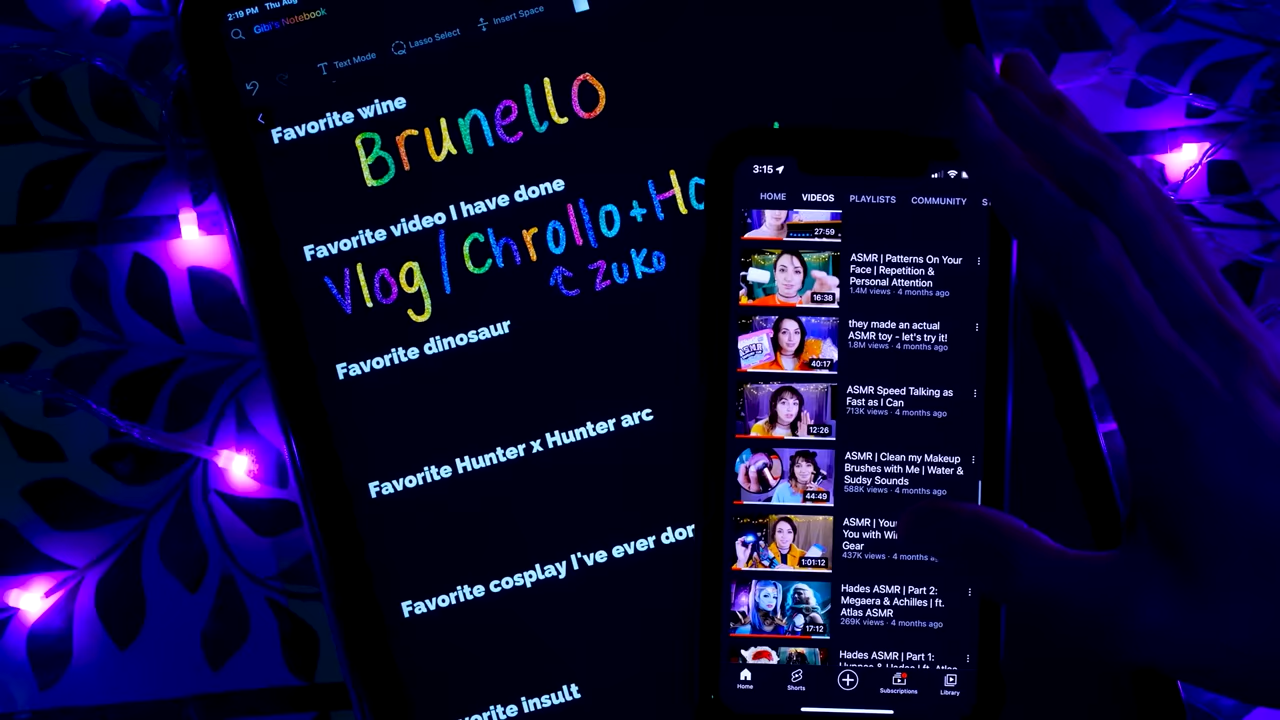 2:19 PM Thu Aug
Gibi's Notebook
Text Mode
Lasso Select
Insert Space
Favorite wine
Brunello
Favorite video I have done
Vlog/Chrollo+Ho
Zuko
Favorite dinosaur
Favorite Hunter x Hunter arc
Favorite cosplay I've ever dor
vorite insult
3:15
HOME VIDEOS PLAYLISTS COMMUNITY
27:59
ASMR | Patterns On Your
Face | Repetition &
Personal Attention
1.4M views · 4 months ago
16:38
they made an actual
ASMR toy - let's try it!
1.8M views · 4 months ago
ASMR
40:17
ASMR Speed Talking as
Fast as I Can
713K views · 4 months ago
12:26
ASMR | Clean my Makeup
Brushes with Me | Water &
Sudsy Sounds
588K views · 4 months ago
44:49
ASMR | Your
You with Wi
Gear
437K views · 4 months
1:01:12
Hades ASMR | Part 2:
Megaera & Achilles | ft.
Atlas ASMR
269K views · 4 months ago
17:12
Hades ASMR | Part 1:
Home
Shorts
Subscriptions
Library